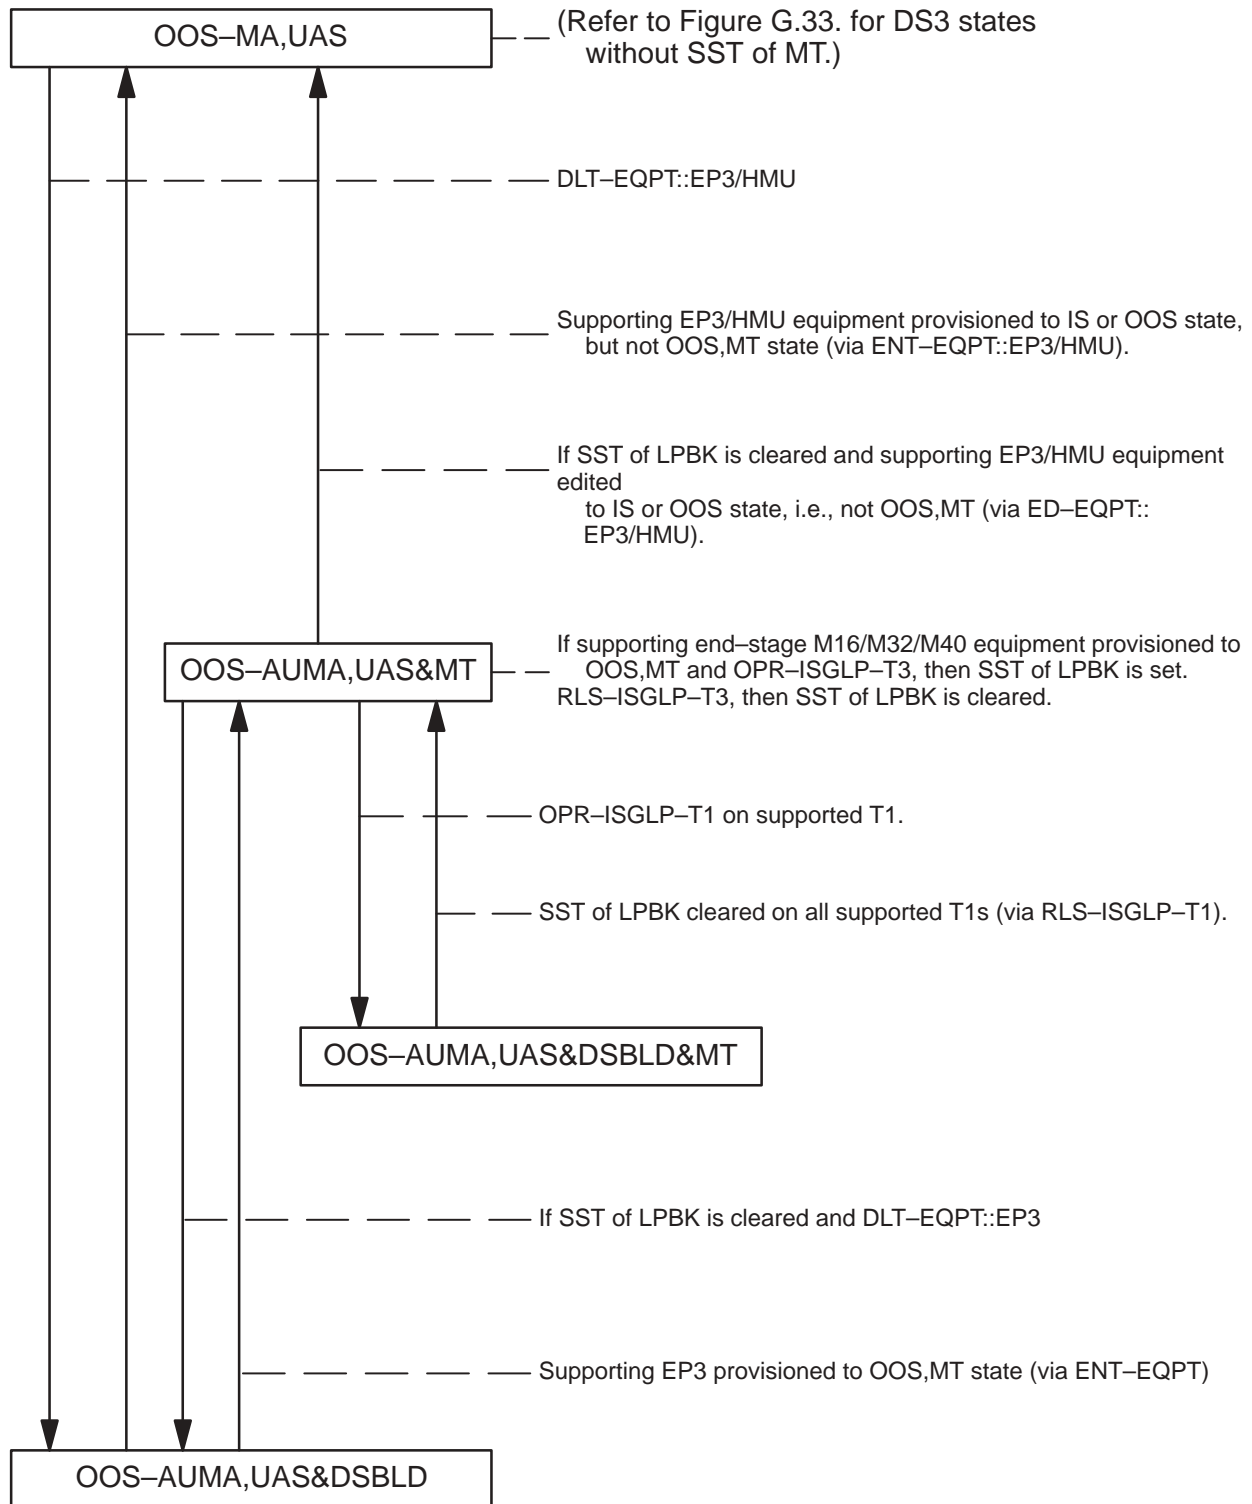 OOS–MA,UAS
(Refer to Figure G.33. for DS3 states
without SST of MT.)
DLT–EQPT::EP3/HMU
Supporting EP3/HMU equipment provisioned to IS or OOS state,
but not OOS,MT state (via ENT–EQPT::EP3/HMU).
If SST of LPBK is cleared and supporting EP3/HMU equipment
edited
to IS or OOS state, i.e., not OOS,MT (via ED–EQPT::
EP3/HMU).
OOS–AUMA,UAS&MT
If supporting end–stage M16/M32/M40 equipment provisioned to
OOS,MT and OPR–ISGLP–T3, then SST of LPBK is set.
RLS–ISGLP–T3, then SST of LPBK is cleared.
OPR–ISGLP–T1 on supported T1.
SST of LPBK cleared on all supported T1s (via RLS–ISGLP–T1).
OOS–AUMA,UAS&DSBLD&MT
If SST of LPBK is cleared and DLT–EQPT::EP3
Supporting EP3 provisioned to OOS,MT state (via ENT–EQPT)
OOS–AUMA,UAS&DSBLD